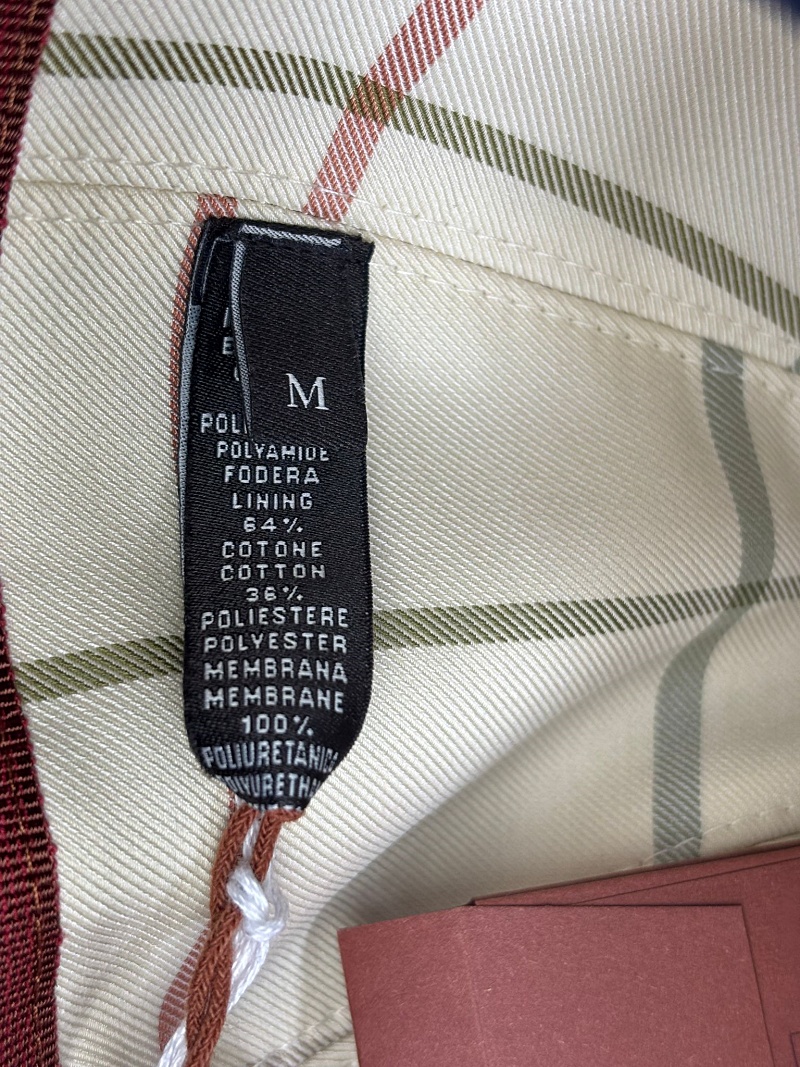 M
POLYAMIDE
FODERA
LINING
64%
COTONE
COTTON
36%
POLIESTERE
POLYESTER
MEMBRANA
MEMBRANE
100%